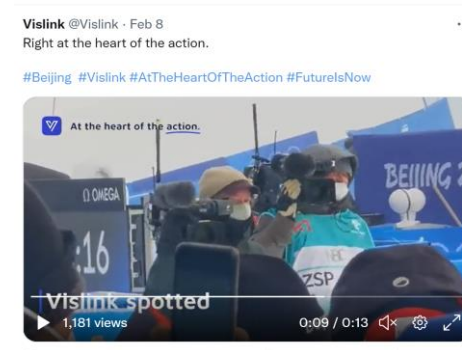 Vislink @Vislink · Feb 8
Right at the heart of the action.
#Beijing #Vislink #AtTheHeartOfTheAction #FutureIsNow
At the heart of the action.
BEIJING 2
Ω OMEGA
:16
ZSP
Vislink spotted
1,181 views
0:09 / 0:13